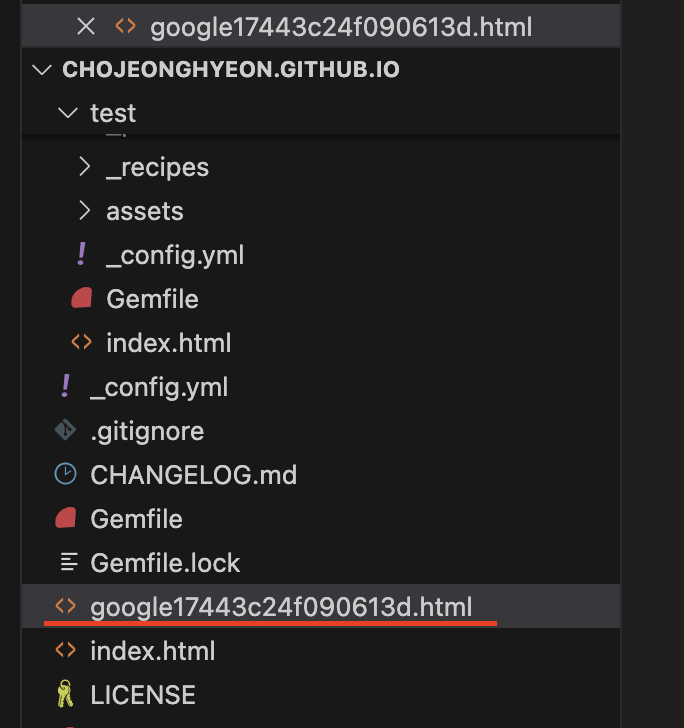 google17443c24f090613d.html
CHOJEONGHYEON.GITHUB.IO
test
_recipes
assets
_config.yml
Gemfile
index.html
_config.yml
.gitignore
CHANGELOG.md
Gemfile
Gemfile.lock
google17443c24f090613d.html
index.html
LICENSE